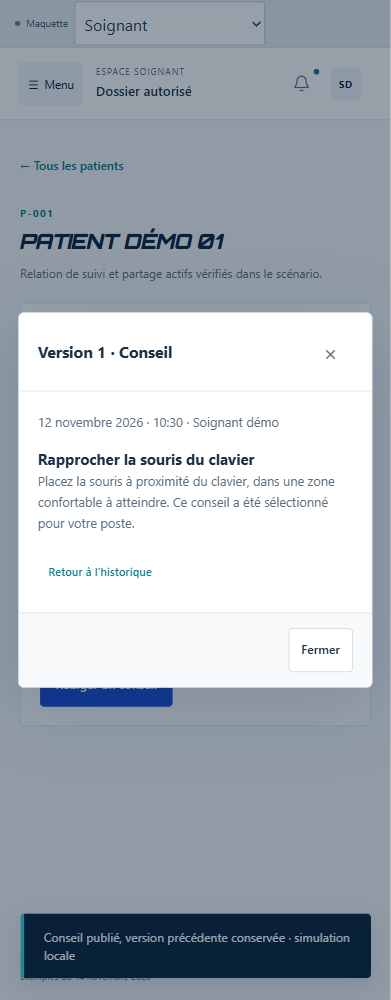 Maquette Soignant
☰ Menu
ESPACE SOIGNANT
Dossier autorisé
SD
← Tous les patients
P-001
PATIENT DÉMO 01
Relation de suivi et partage actifs vérifiés dans le scénario.
Version 1 · Conseil
×
12 novembre 2026 · 10:30 · Soignant démo
Rapprocher la souris du clavier
Placez la souris à proximité du clavier, dans une zone
confortable à atteindre. Ce conseil a été sélectionné
pour votre poste.
Retour à l'historique
Fermer
Conseil publié, version précédente conservée · simulation
locale